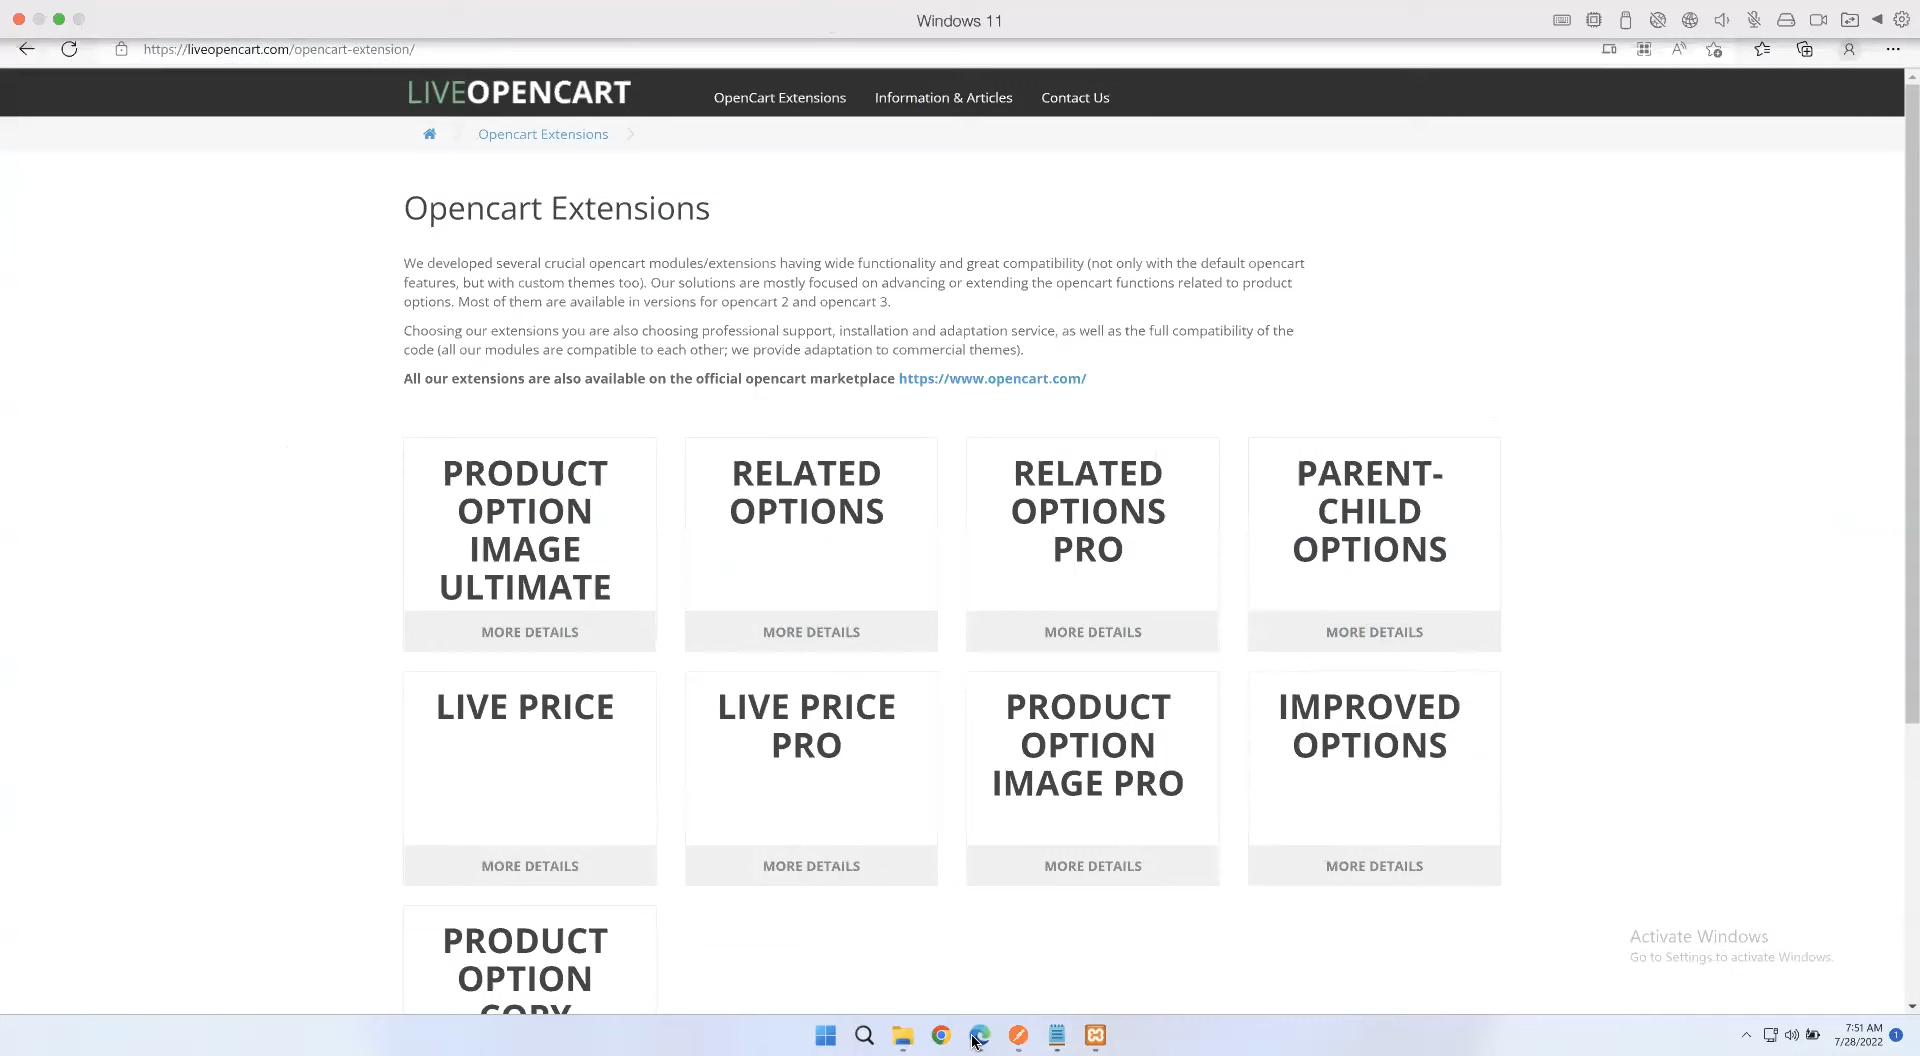 Windows 11
https://liveopencart.com/opencart-extension/
LIVEOPENCART
OpenCart Extensions
Information & Articles
Contact Us
Opencart Extensions
Opencart Extensions
We developed several crucial opencart modules/extensions having wide functionality and great compatibility (not only with the default opencart
features, but with custom themes too). Our solutions are mostly focused on advancing or extending the opencart functions related to product
options. Most of them are available in versions for opencart 2 and opencart 3.
Choosing our extensions you are also choosing professional support, installation and adaptation service, as well as the full compatibility of the
code (all our modules are compatible to each other; we provide adaptation to commercial themes).
All our extensions are also available on the official opencart marketplace https://www.opencart.com/
PRODUCT
OPTION
IMAGE
ULTIMATE
MORE DETAILS
RELATED
OPTIONS
MORE DETAILS
RELATED
OPTIONS
PRO
MORE DETAILS
PARENT-
CHILD
OPTIONS
MORE DETAILS
LIVE PRICE
MORE DETAILS
LIVE PRICE
PRO
MORE DETAILS
PRODUCT
OPTION
IMAGE PRO
MORE DETAILS
IMPROVED
OPTIONS
MORE DETAILS
PRODUCT
OPTION
COPY
Activate Windows
Go to Settings to activate Windows.
7:51 AM
7/28/2022
1